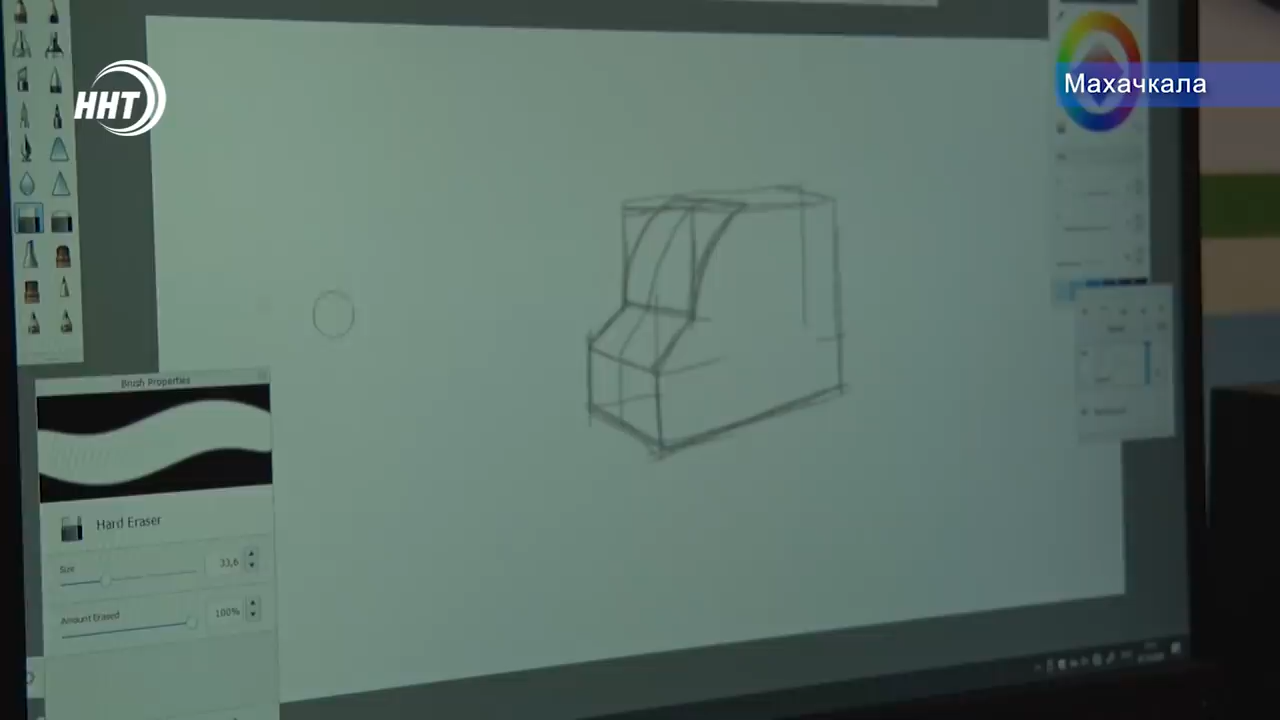 ННТ
Махачкала
Brush Properties
Hard Eraser
Size
33,6
Amount Erased
100%